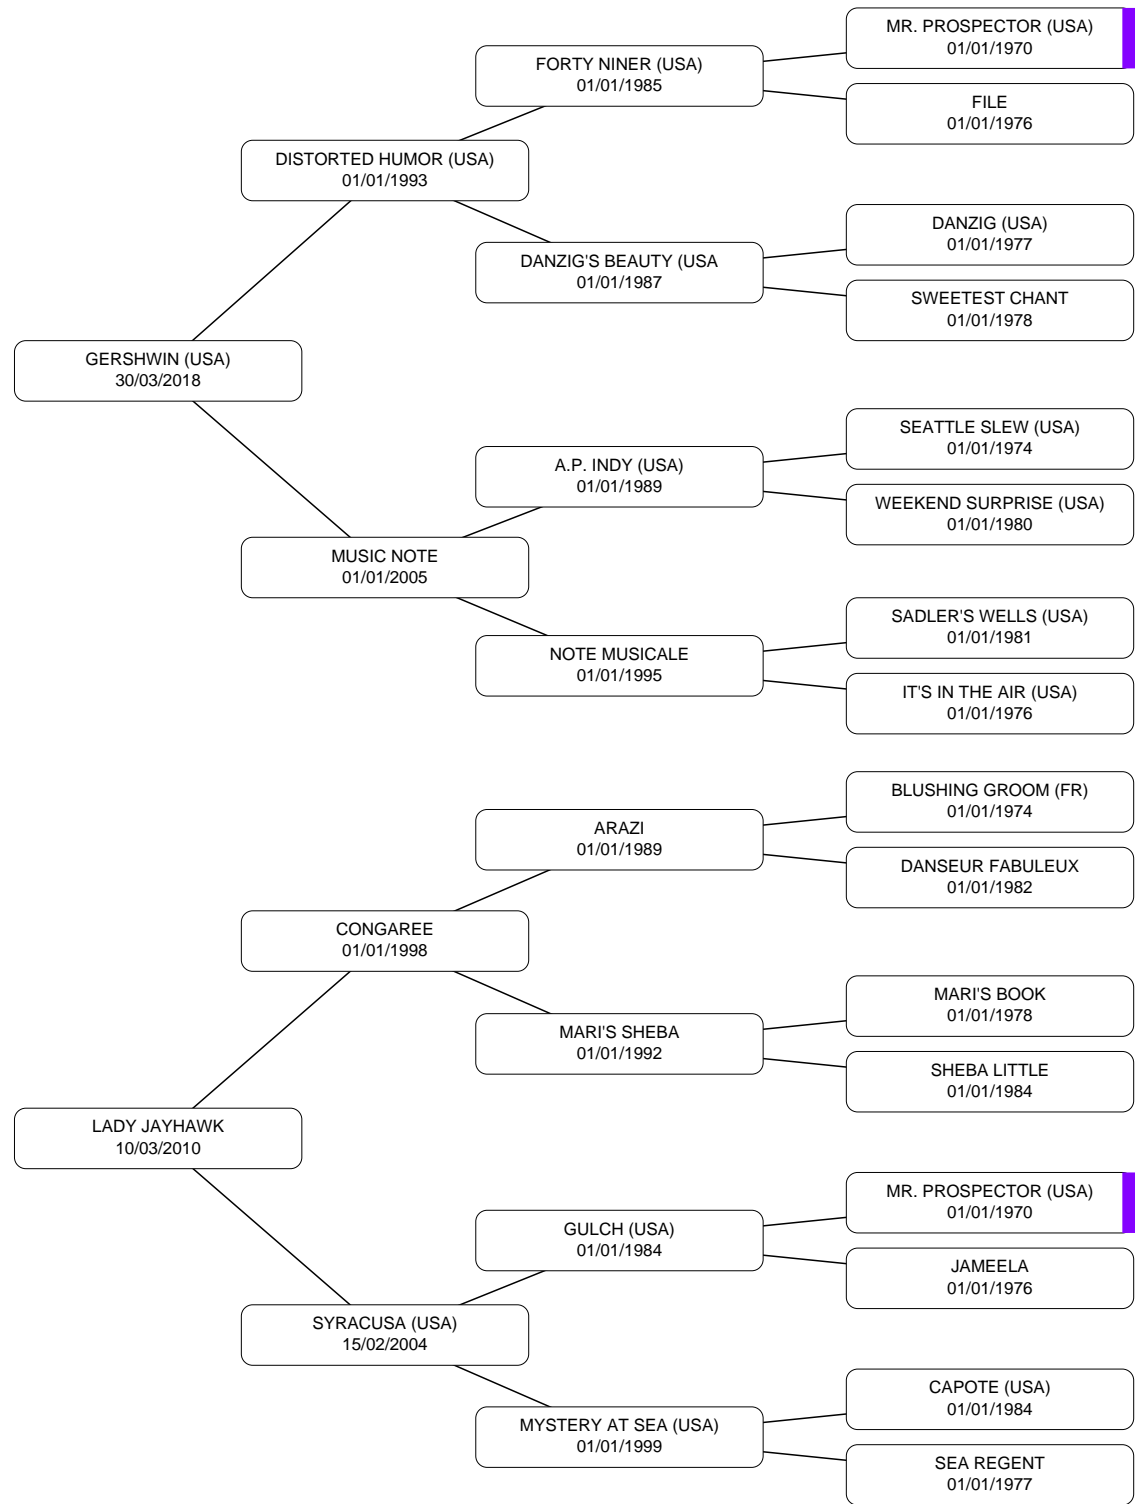 MR. PROSPECTOR (USA)
01/01/1970
FORTY NINER (USA)
01/01/1985
FILE
01/01/1976
DISTORTED HUMOR (USA)
01/01/1993
DANZIG (USA)
01/01/1977
DANZIG'S BEAUTY (USA
01/01/1987
SWEETEST CHANT
01/01/1978
GERSHWIN (USA)
30/03/2018
SEATTLE SLEW (USA)
01/01/1974
A.P. INDY (USA)
01/01/1989
WEEKEND SURPRISE (USA)
01/01/1980
MUSIC NOTE
01/01/2005
SADLER'S WELLS (USA)
01/01/1981
NOTE MUSICALE
01/01/1995
IT'S IN THE AIR (USA)
01/01/1976
BLUSHING GROOM (FR)
01/01/1974
ARAZI
01/01/1989
DANSEUR FABULEUX
01/01/1982
CONGAREE
01/01/1998
MARI'S BOOK
01/01/1978
MARI'S SHEBA
01/01/1992
SHEBA LITTLE
01/01/1984
LADY JAYHAWK
10/03/2010
MR. PROSPECTOR (USA)
01/01/1970
GULCH (USA)
01/01/1984
JAMEELA
01/01/1976
SYRACUSA (USA)
15/02/2004
CAPOTE (USA)
01/01/1984
MYSTERY AT SEA (USA)
01/01/1999
SEA REGENT
01/01/1977